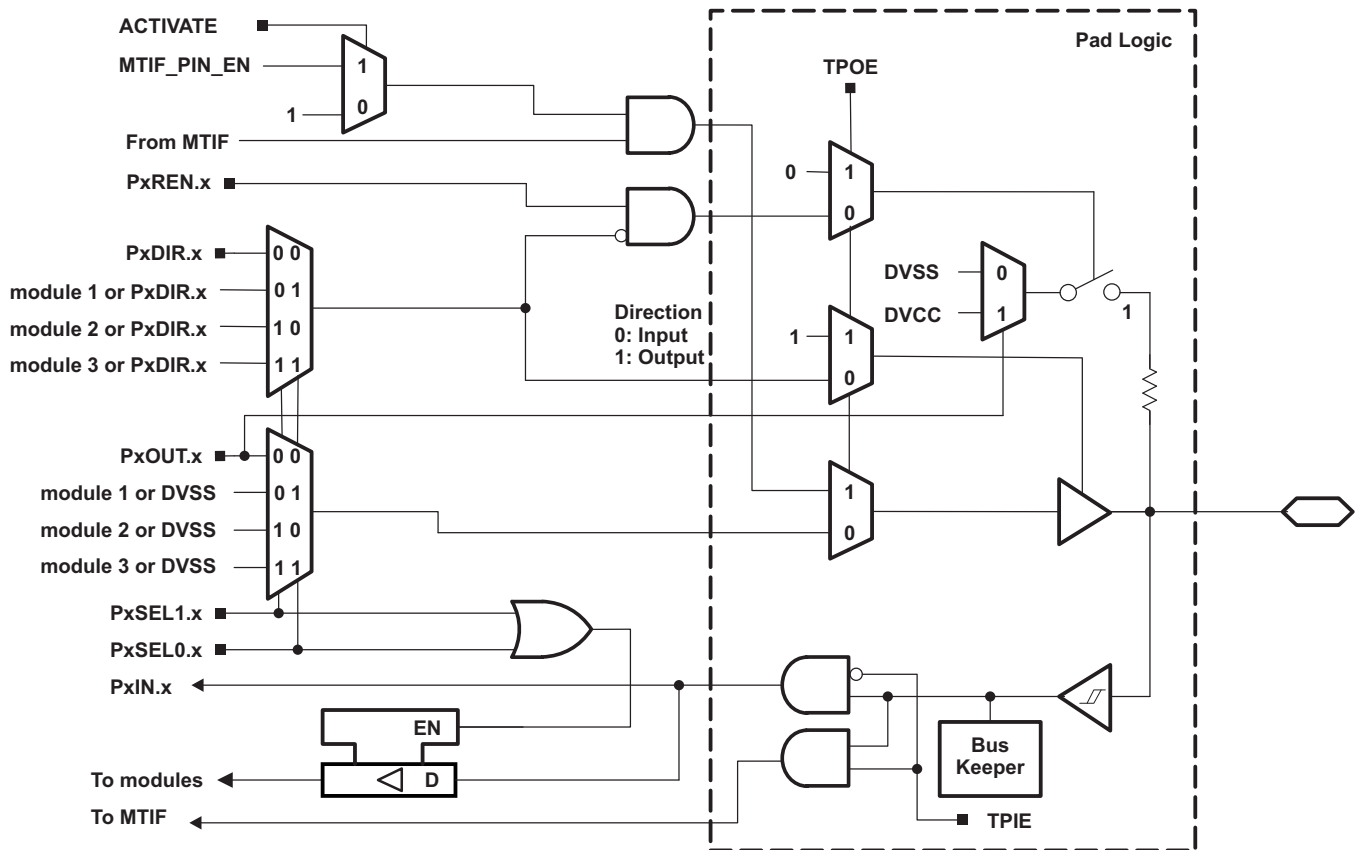 ACTIVATE
MTIF_PIN_EN
1
0
1
From MTIF
PxREN.x
PxDIR.x
0 0
module 1 or PxDIR.x
0 1
module 2 or PxDIR.x
1 0
module 3 or PxDIR.x
1 1
PxOUT.x
0 0
module 1 or DVSS
0 1
module 2 or DVSS
1 0
module 3 or DVSS
1 1
PxSEL1.x
PxSEL0.x
PxIN.x
EN
D
To modules
To MTIF
Direction
0: Input
1: Output
Pad Logic
TPOE
0
1
0
DVSS
0
DVCC
1
1
1
1
0
1
0
Bus
Keeper
TPIE